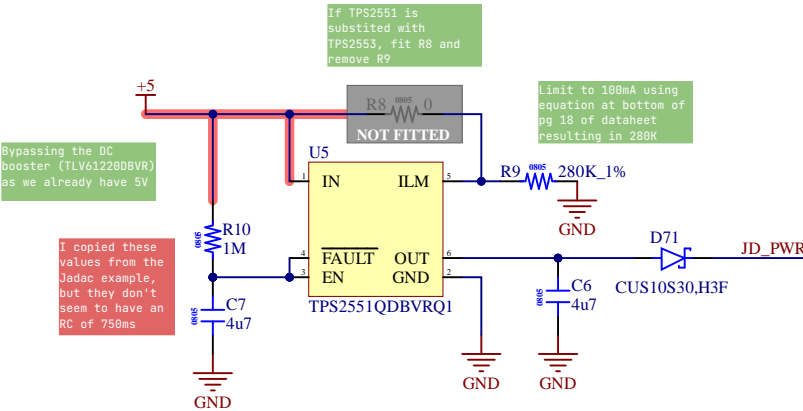 If TPS2551 is
substited with
TPS2553, fit R8 and
remove R9
+5
R8 0805 0
NOT FITTED
Limit to 100mA using
equation at bottom of
pg 18 of dataheet
resulting in 280K
Bypassing the DC
booster (TLV61220DBVR)
as we already have 5V
U5
1 IN
ILM 5
R9 0805 280K_1%
GND
I copied these
values from the
Jadac example,
but they don't
seem to have an
RC of 750ms
0805 R10
1M
4 FAULT
3 EN
OUT 6
GND 2
TPS2551QDBVRQ1
D71
JD_PWR
CUS10S30,H3F
0805 C7
4u7
0805 C6
4u7
GND
GND
GND